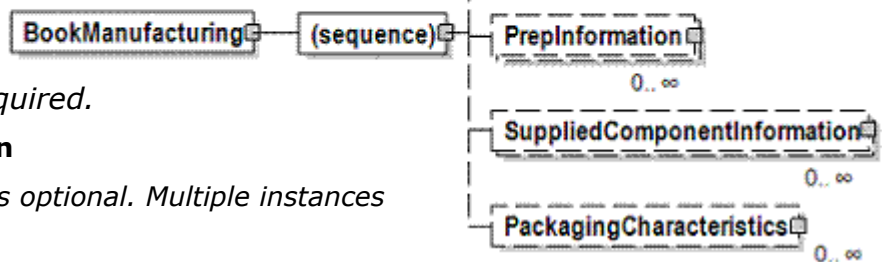 BookManufacturing
(sequence)
PrepInformation
0.. ∞
quired.
SuppliedComponentInformation
n
0.. ∞
s optional. Multiple instances
PackagingCharacteristics
0.. ∞